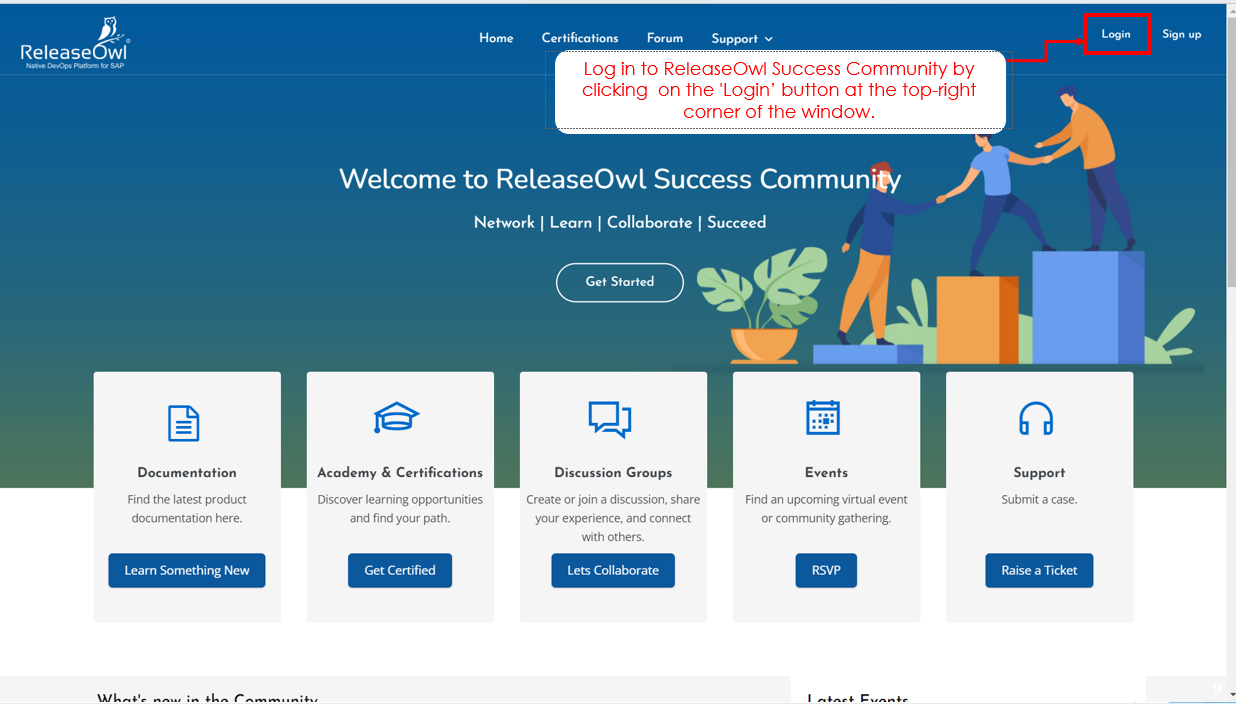 ReleaseOwl
Native DevOps Platform for SAP
Home Certifications Forum Support Login Sign up
Log in to ReleaseOwl Success Community by
clicking on the 'Login’ button at the top-right
corner of the window.
Welcome to ReleaseOwl Success Community
Network | Learn | Collaborate | Succeed
Get Started
Documentation
Find the latest product
documentation here.
Learn Something New
Academy & Certifications
Discover learning opportunities
and find your path.
Get Certified
Discussion Groups
Create or join a discussion, share
your experience, and connect
with others.
Lets Collaborate
Events
Find an upcoming virtual event
or community gathering.
RSVP
Support
Submit a case.
Raise a Ticket
What's new in the Community
Latest Events